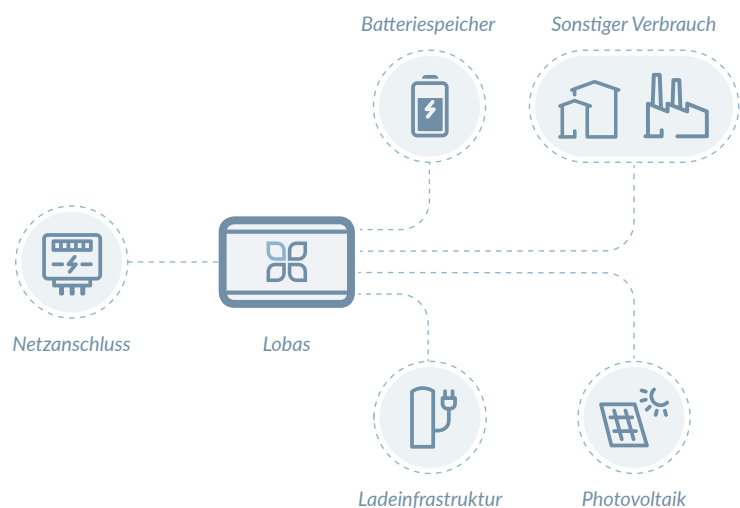 Batteriespeicher
Sonstiger Verbrauch
Netzanschluss
Lobas
Ladeinfrastruktur
Photovoltaik